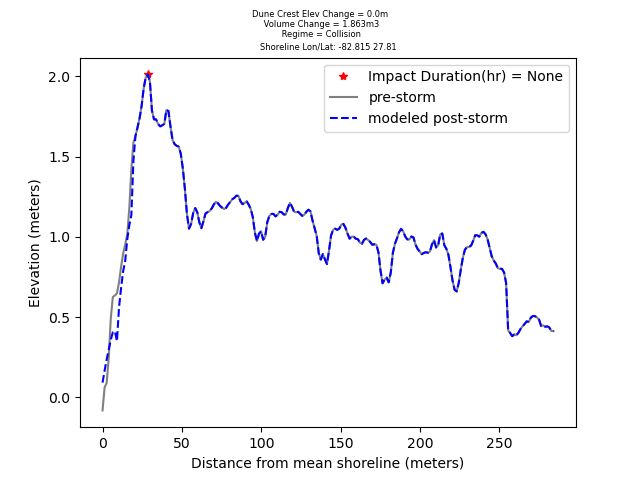 Dune Crest Elev Change = 0.0m
Volume Change = 1.863m3
Regime = Collision
Shoreline Lon/Lat: -82.815 27.81
Impact Duration(hr) = None
pre-storm
modeled post-storm
Elevation (meters)
2.0
1.5
1.0
0.5
0.0
0 50 100 150 200 250
Distance from mean shoreline (meters)